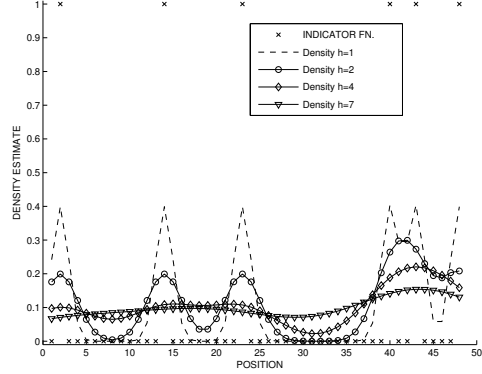 1
0.9
0.8
0.7
0.6
0.5
0.4
0.3
0.2
0.1
0
DENSITY ESTIMATE
INDICATOR FN.
Density h=1
Density h=2
Density h=4
Density h=7
0 5 10 15 20 25 30 35 40 45 50
POSITION